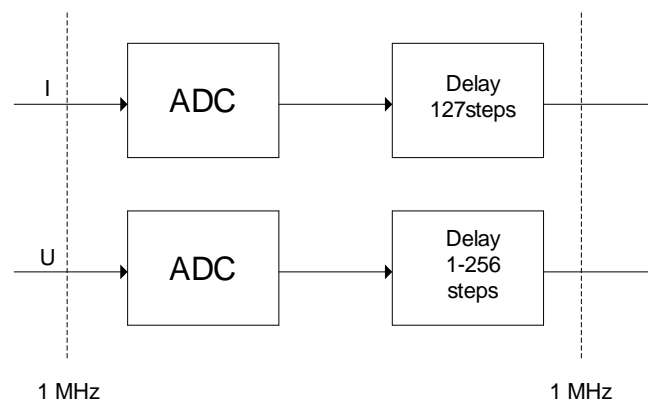 I
ADC
Delay
127steps
U
ADC
Delay
1-256
steps
1 MHz
1 MHz